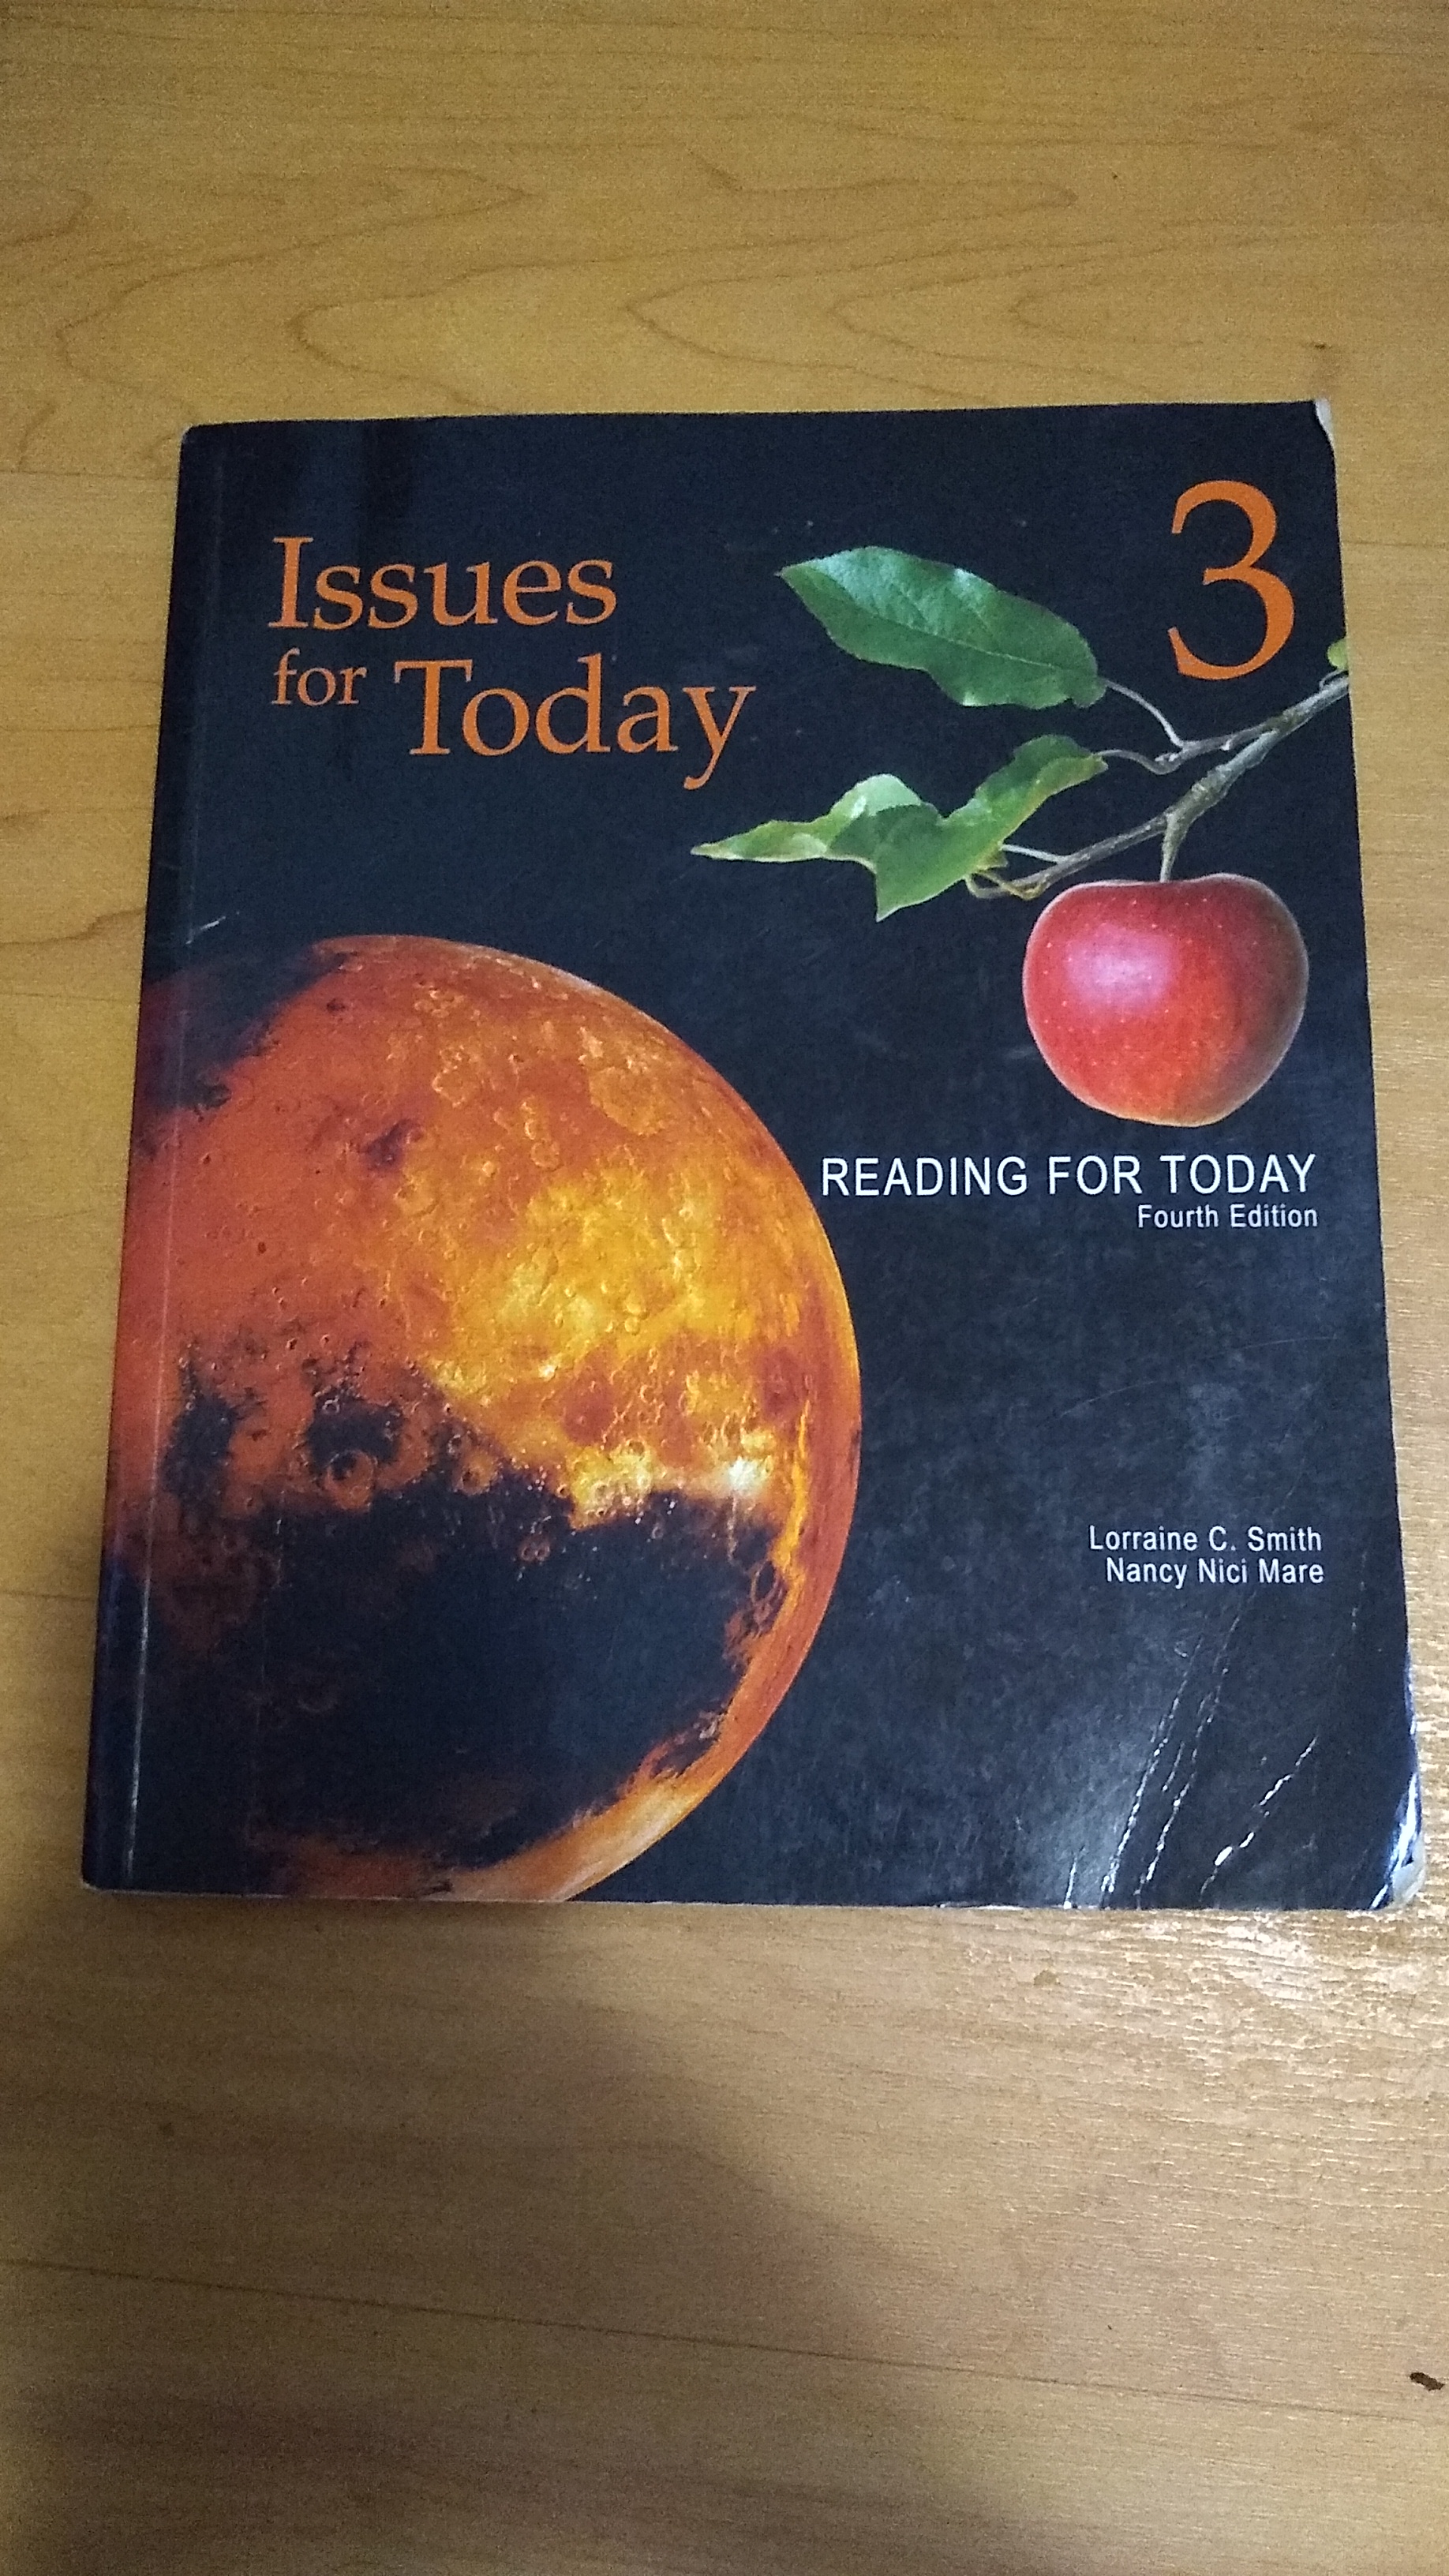 3
Issues
for Today
READING FOR TODAY
Fourth Edition
Lorraine C. Smith
Nancy Nici Mare